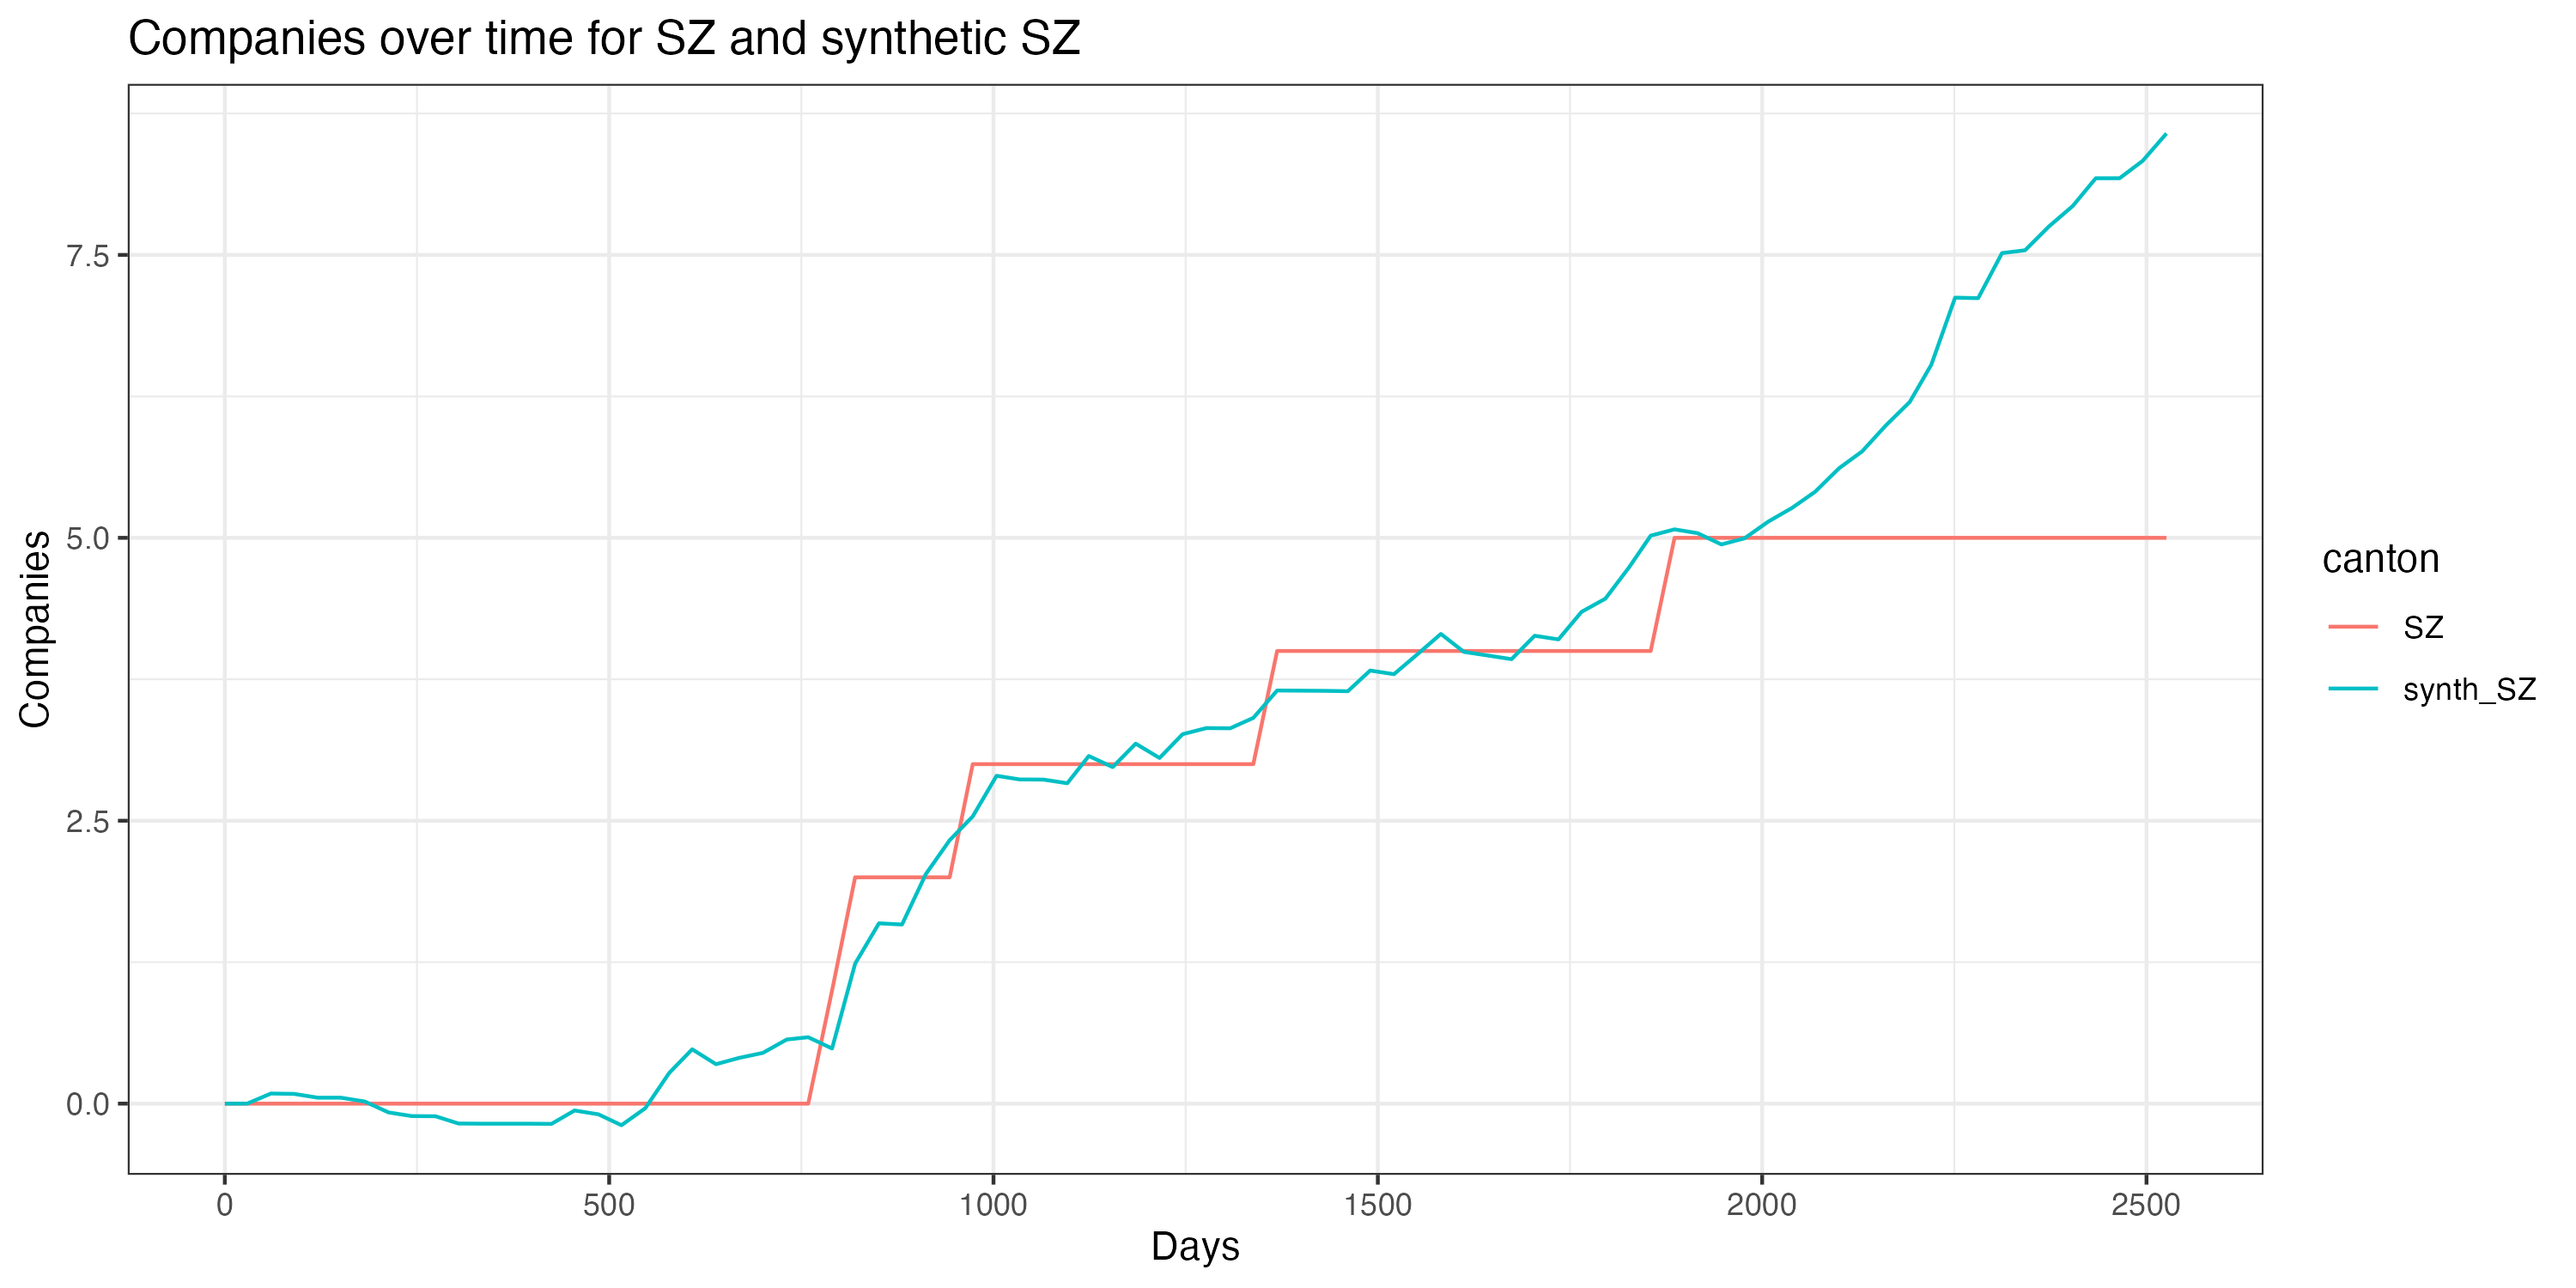 Companies over time for SZ and synthetic SZ
7.5
5.0
2.5
0.0
Companies
0 500 1000 1500 2000 2500
Days
canton
SZ
synth_SZ